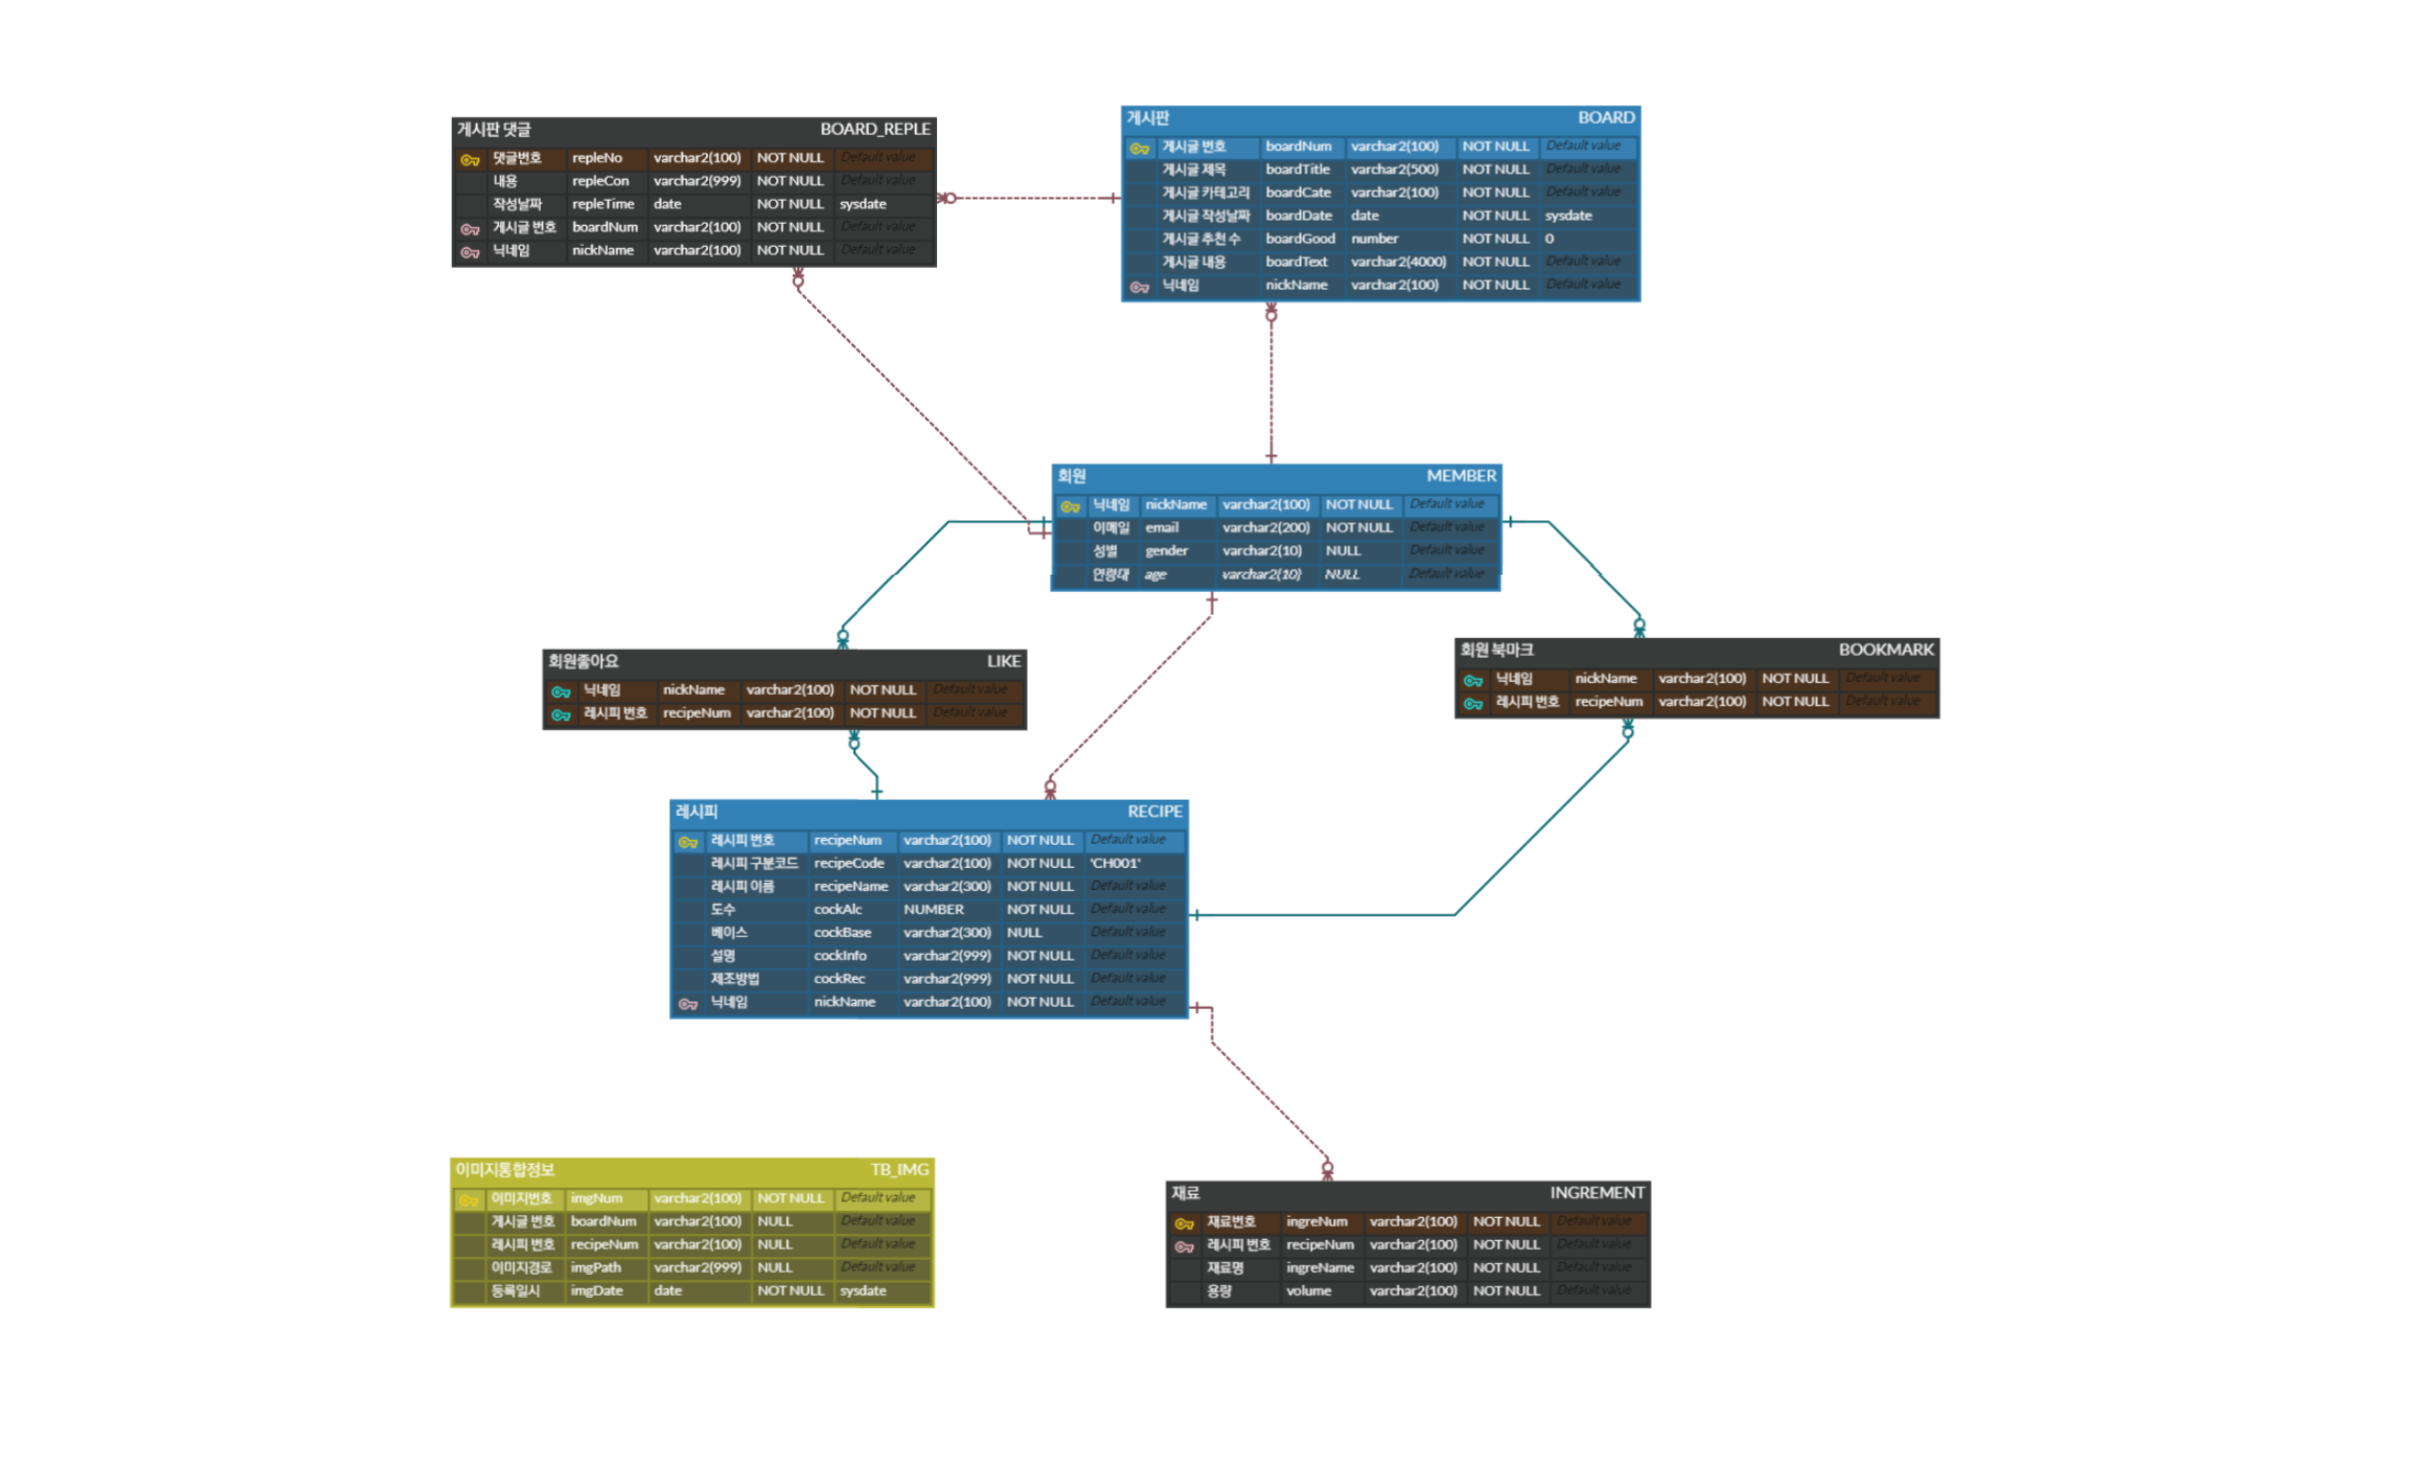 게시판 댓글 BOARD_REPLE
댓글번호 repleNo varchar2(100) NOT NULL Default value
내용 repleCon varchar2(999) NOT NULL Default value
작성날짜 repleTime date NOT NULL sysdate
게시글 번호 boardNum varchar2(100) NOT NULL Default value
닉네임 nickName varchar2(100) NOT NULL Default value
게시판 BOARD
게시글 번호 boardNum varchar2(100) NOT NULL Default value
게시글 제목 boardTitle varchar2(500) NOT NULL Default value
게시글 카테고리 boardCate varchar2(100) NOT NULL Default value
게시글 작성날짜 boardDate date NOT NULL sysdate
게시글 추천 수 boardGood number NOT NULL 0
게시글 내용 boardText varchar2(4000) NOT NULL Default value
닉네임 nickName varchar2(100) NOT NULL Default value
회원 MEMBER
닉네임 nickName varchar2(100) NOT NULL Default value
이메일 email varchar2(200) NOT NULL Default value
성별 gender varchar2(10) NULL Default value
연령대 age varchar2(10) NULL Default value
회원좋아요 LIKE
닉네임 nickName varchar2(100) NOT NULL Default value
레시피 번호 recipeNum varchar2(100) NOT NULL Default value
회원 북마크 BOOKMARK
닉네임 nickName varchar2(100) NOT NULL Default value
레시피 번호 recipeNum varchar2(100) NOT NULL Default value
레시피 RECIPE
레시피 번호 recipeNum varchar2(100) NOT NULL Default value
레시피 구분코드 recipeCode varchar2(100) NOT NULL 'CH001'
레시피 이름 recipeName varchar2(300) NOT NULL Default value
도수 cockAlc NUMBER NOT NULL Default value
베이스 cockBase varchar2(300) NULL Default value
설명 cockInfo varchar2(999) NOT NULL Default value
제조방법 cockRec varchar2(999) NOT NULL Default value
닉네임 nickName varchar2(100) NOT NULL Default value
이미지통합정보 TB_IMG
이미지번호 imgNum varchar2(100) NOT NULL Default value
게시글 번호 boardNum varchar2(100) NULL Default value
레시피 번호 recipeNum varchar2(100) NULL Default value
이미지경로 imgPath varchar2(999) NULL Default value
등록일시 imgDate date NOT NULL sysdate
재료 INGREMENT
재료번호 ingreNum varchar2(100) NOT NULL Default value
레시피 번호 recipeNum varchar2(100) NOT NULL Default value
재료명 ingreName varchar2(100) NOT NULL Default value
용량 volume varchar2(100) NOT NULL Default value